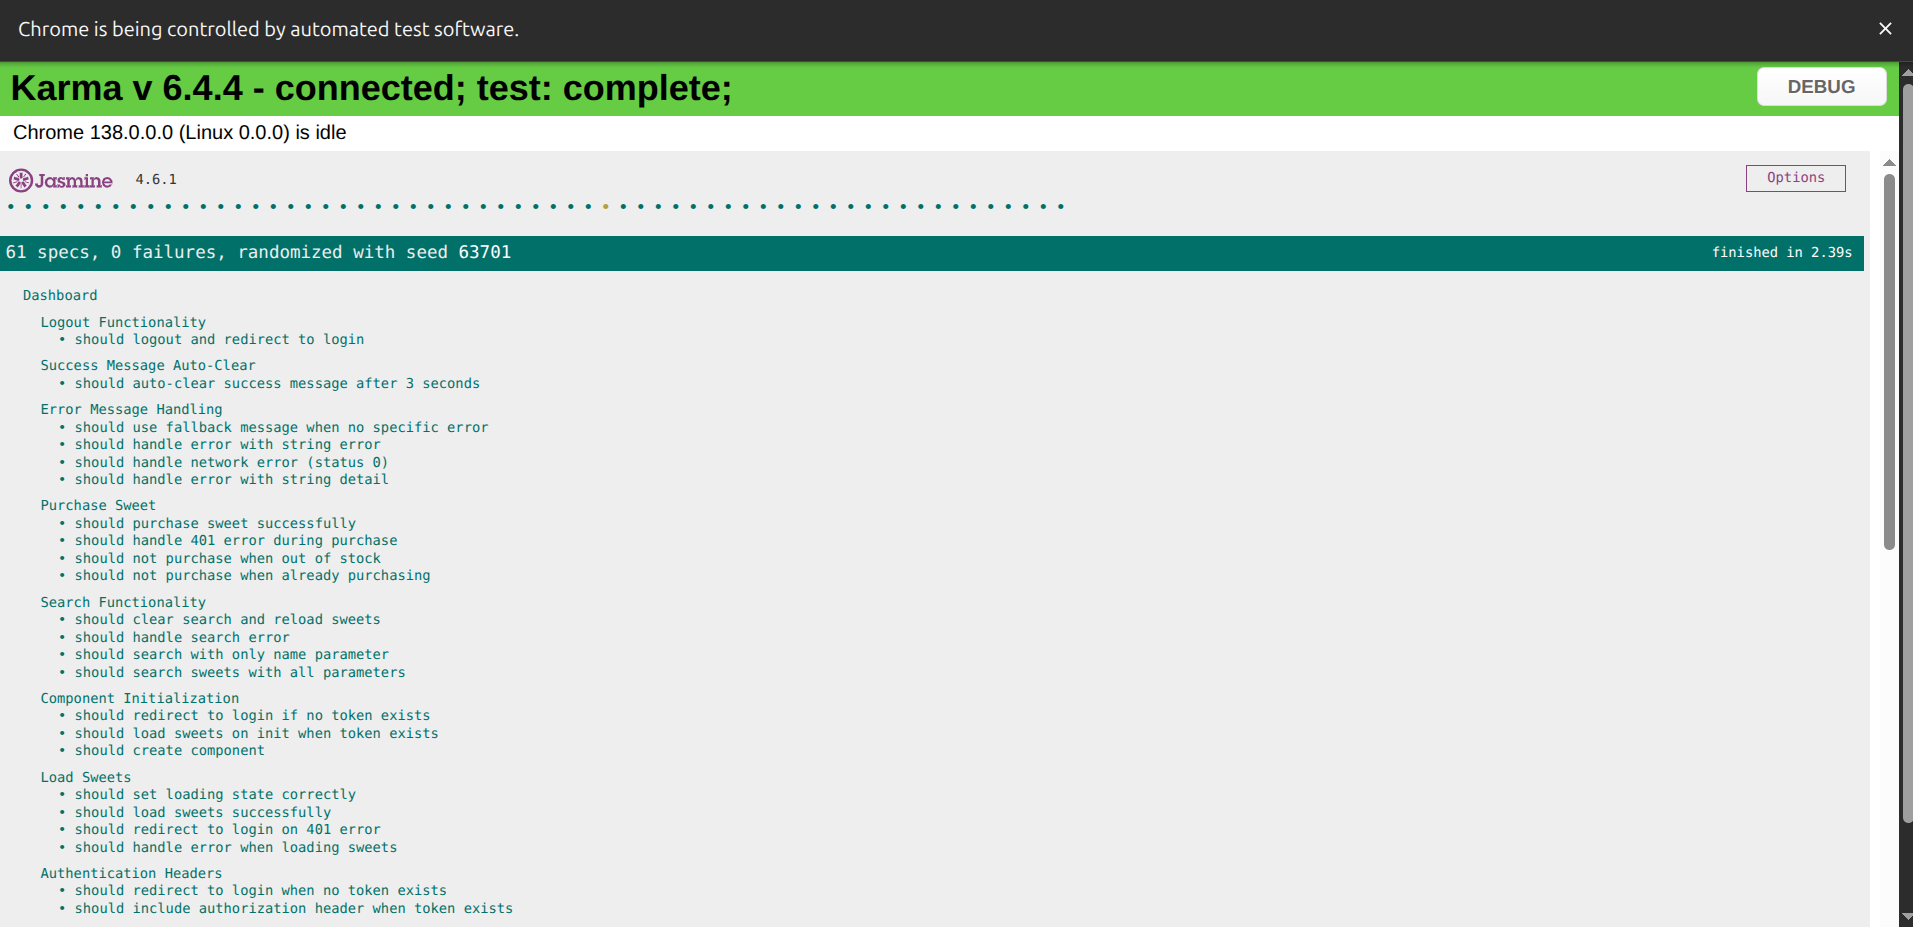 Chrome is being controlled by automated test software.
Karma v 6.4.4 - connected; test: complete;
DEBUG
Chrome 138.0.0.0 (Linux 0.0.0) is idle
Jasmine 4.6.1
Options
61 specs, 0 failures, randomized with seed 63701
finished in 2.39s
Dashboard
Logout Functionality
• should logout and redirect to login
Success Message Auto-Clear
• should auto-clear success message after 3 seconds
Error Message Handling
• should use fallback message when no specific error
• should handle error with string error
• should handle network error (status 0)
• should handle error with string detail
Purchase Sweet
• should purchase sweet successfully
• should handle 401 error during purchase
• should not purchase when out of stock
• should not purchase when already purchasing
Search Functionality
• should clear search and reload sweets
• should handle search error
• should search with only name parameter
• should search sweets with all parameters
Component Initialization
• should redirect to login if no token exists
• should load sweets on init when token exists
• should create component
Load Sweets
• should set loading state correctly
• should load sweets successfully
• should redirect to login on 401 error
• should handle error when loading sweets
Authentication Headers
• should redirect to login when no token exists
• should include authorization header when token exists